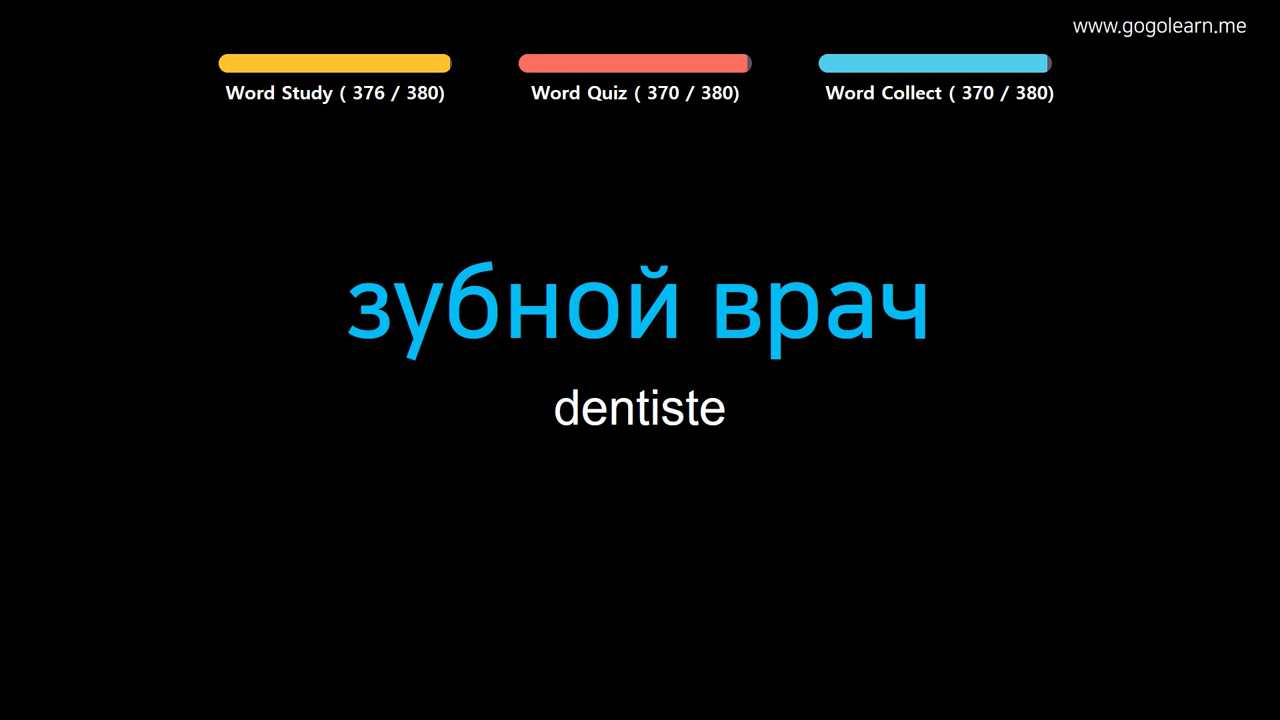 www.gogolearn.me
Word Study ( 376 / 380)
Word Quiz ( 370 / 380)
Word Collect ( 370 / 380)
зубной врач
dentiste